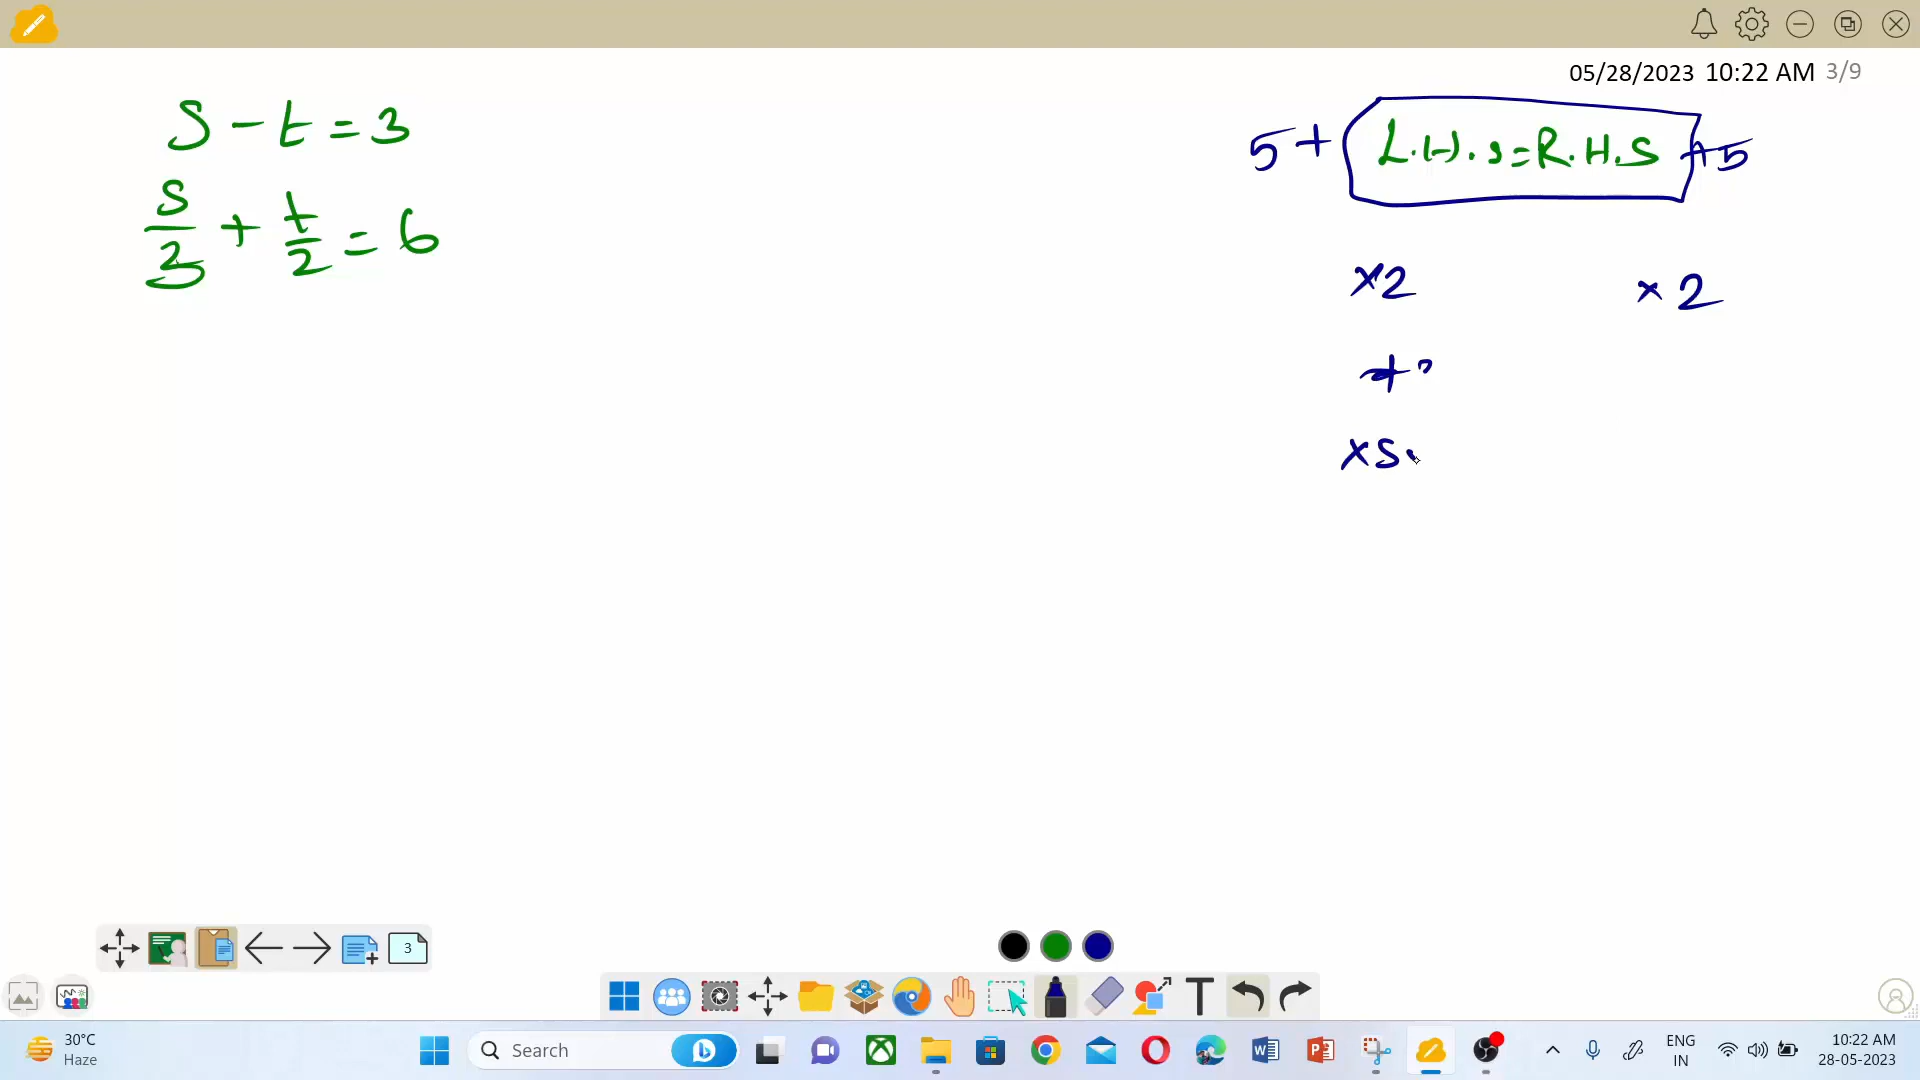 05/28/2023 10:22 AM 3/9
S - t = 3
5 + L.H.S = R.H.S + 5
s/3 + t/2 = 6
×2 × 2
+
×5
3
30°C
Haze
Search
ENG
IN
10:22 AM
28-05-2023